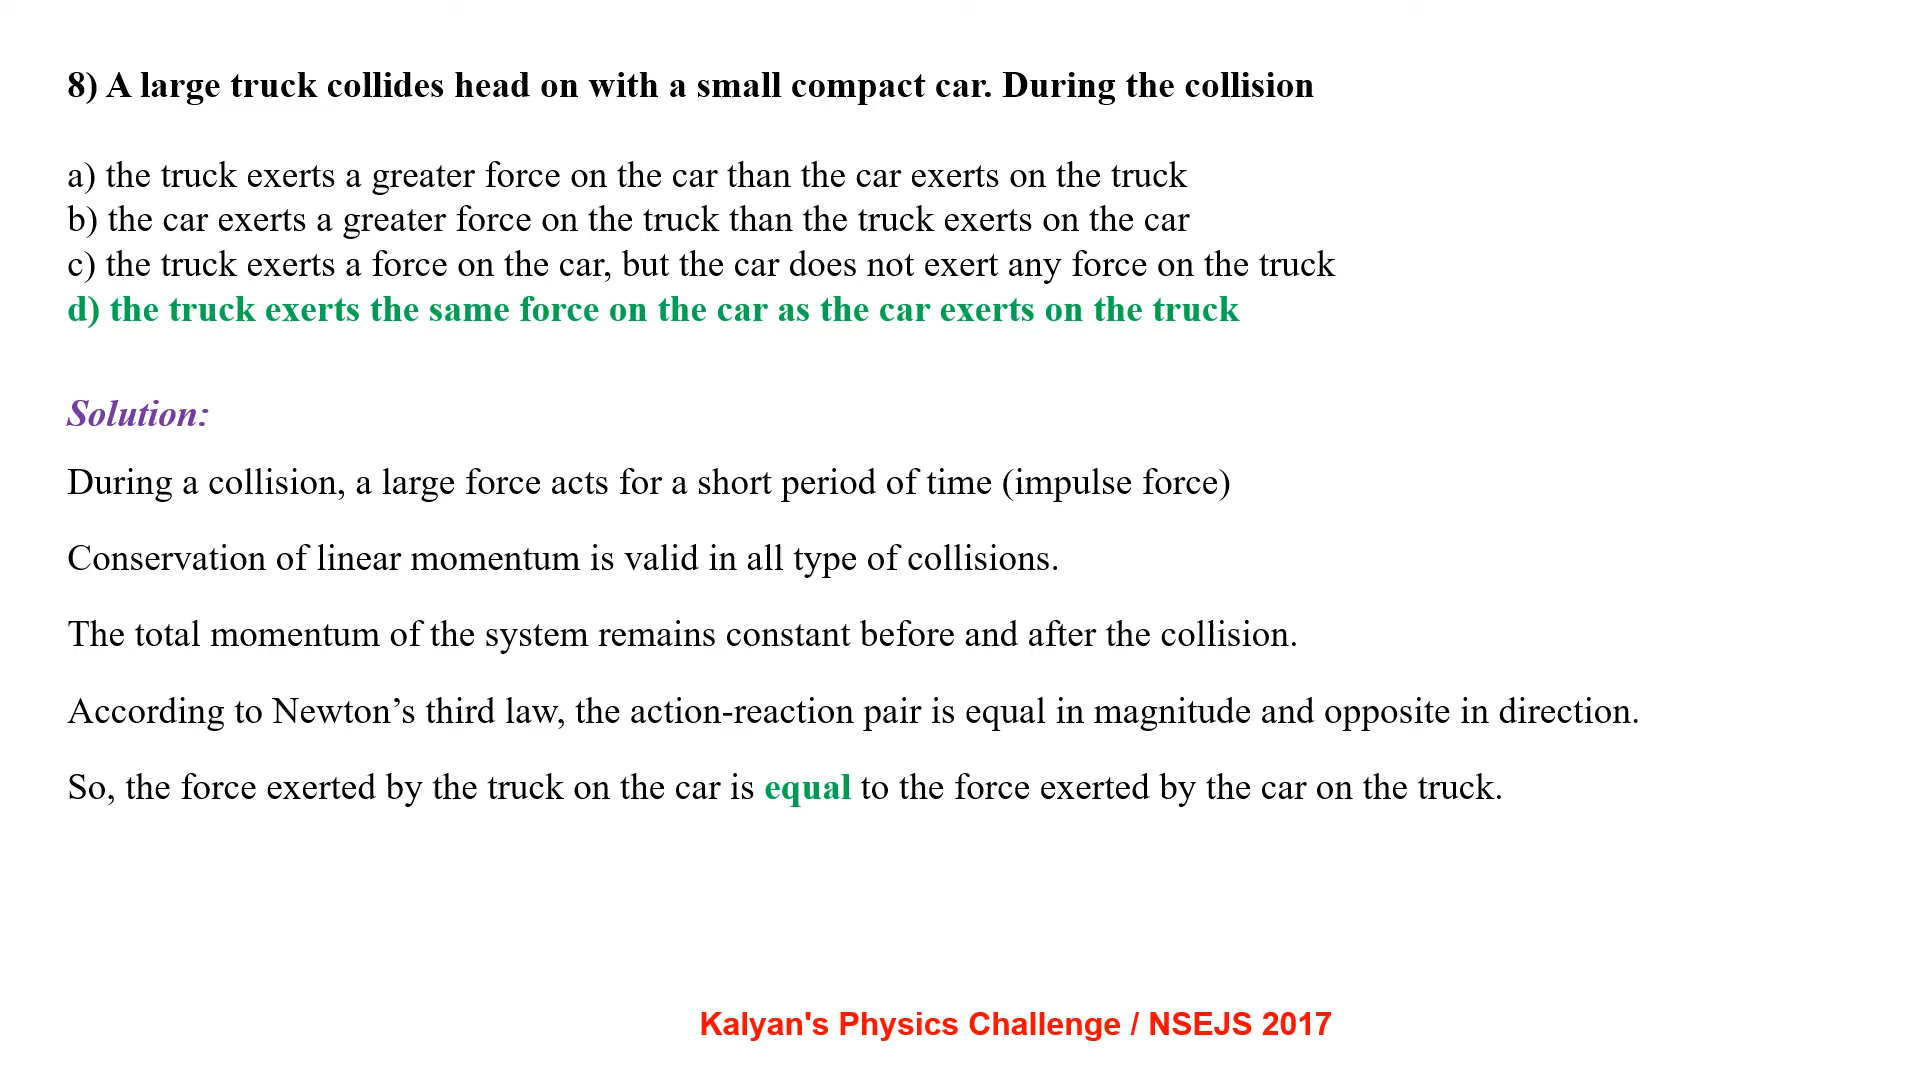 8) A large truck collides head on with a small compact car. During the collision
a) the truck exerts a greater force on the car than the car exerts on the truck
b) the car exerts a greater force on the truck than the truck exerts on the car
c) the truck exerts a force on the car, but the car does not exert any force on the truck
d) the truck exerts the same force on the car as the car exerts on the truck
Solution:
During a collision, a large force acts for a short period of time (impulse force)
Conservation of linear momentum is valid in all type of collisions.
The total momentum of the system remains constant before and after the collision.
According to Newton’s third law, the action-reaction pair is equal in magnitude and opposite in direction.
So, the force exerted by the truck on the car is equal to the force exerted by the car on the truck.
Kalyan's Physics Challenge / NSEJS 2017